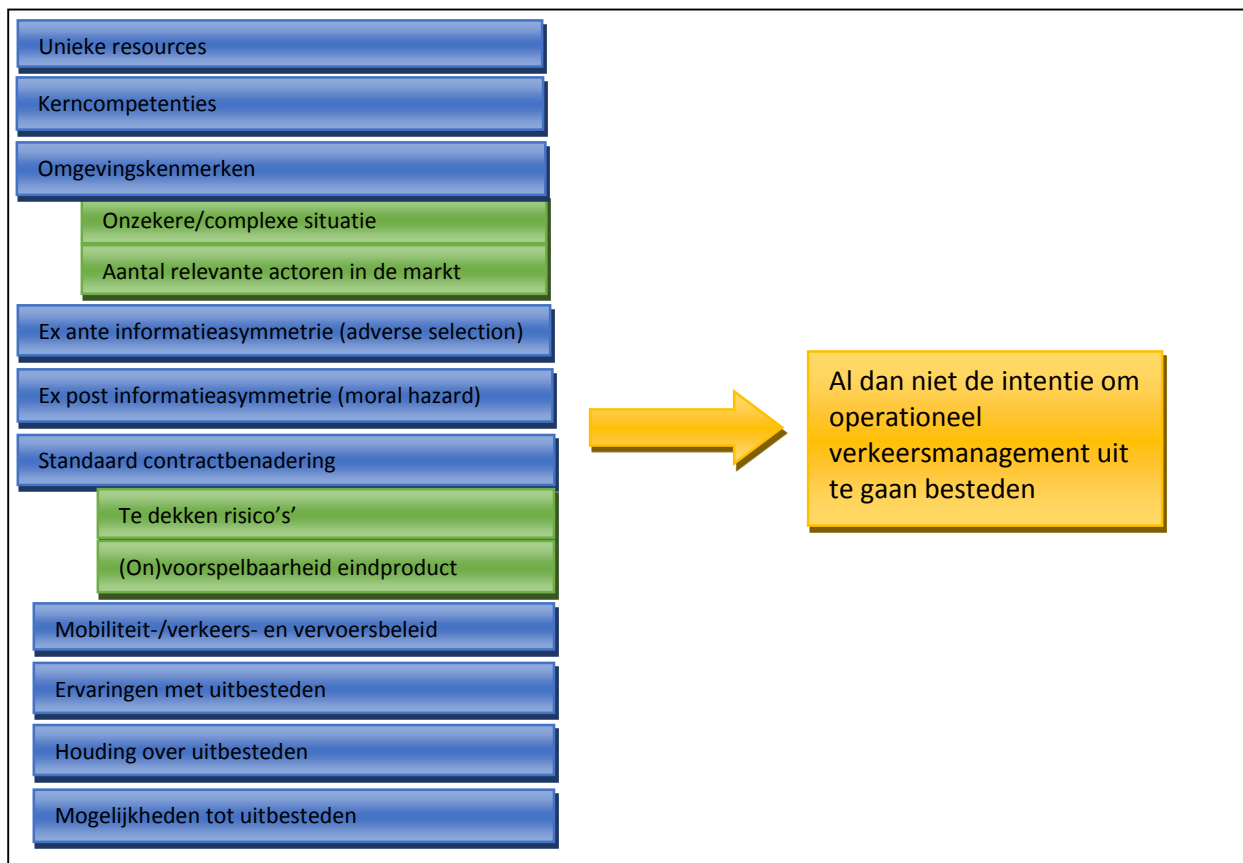 Unieke resources
Kerncompetenties
Omgevingskenmerken
Onzekere/complexe situatie
Aantal relevante actoren in de markt
Ex ante informatieasymmetrie (adverse selection)
Ex post informatieasymmetrie (moral hazard)
Standaard contractbenadering
Te dekken risico’s’
(On)voorspelbaarheid eindproduct
Mobiliteit-/verkeers- en vervoersbeleid
Ervaringen met uitbesteden
Houding over uitbesteden
Mogelijkheden tot uitbesteden
Al dan niet de intentie om
operationeel
verkeersmanagement uit
te gaan besteden